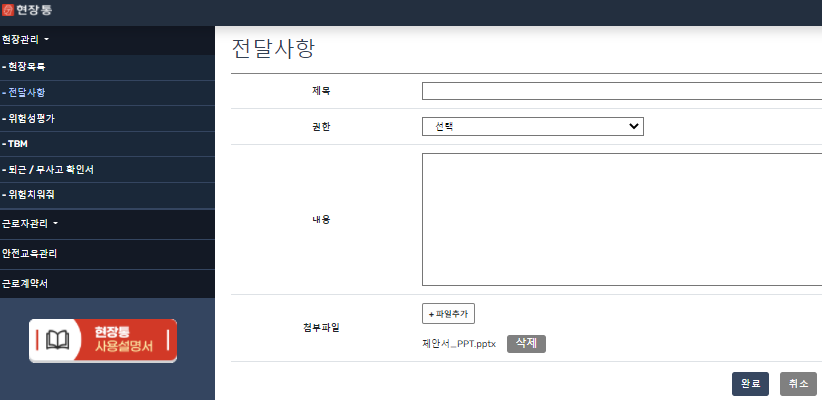 현장통
현장관리
- 현장목록
- 전달사항
- 위험성평가
- TBM
- 퇴근 / 무사고 확인서
- 위험치워줘
근로자관리
안전교육관리
근로계약서
현장통
사용설명서
전달사항
제목
권한
선택
내용
첨부파일
+ 파일추가
제안서_PPT.pptx 삭제
완료 취소